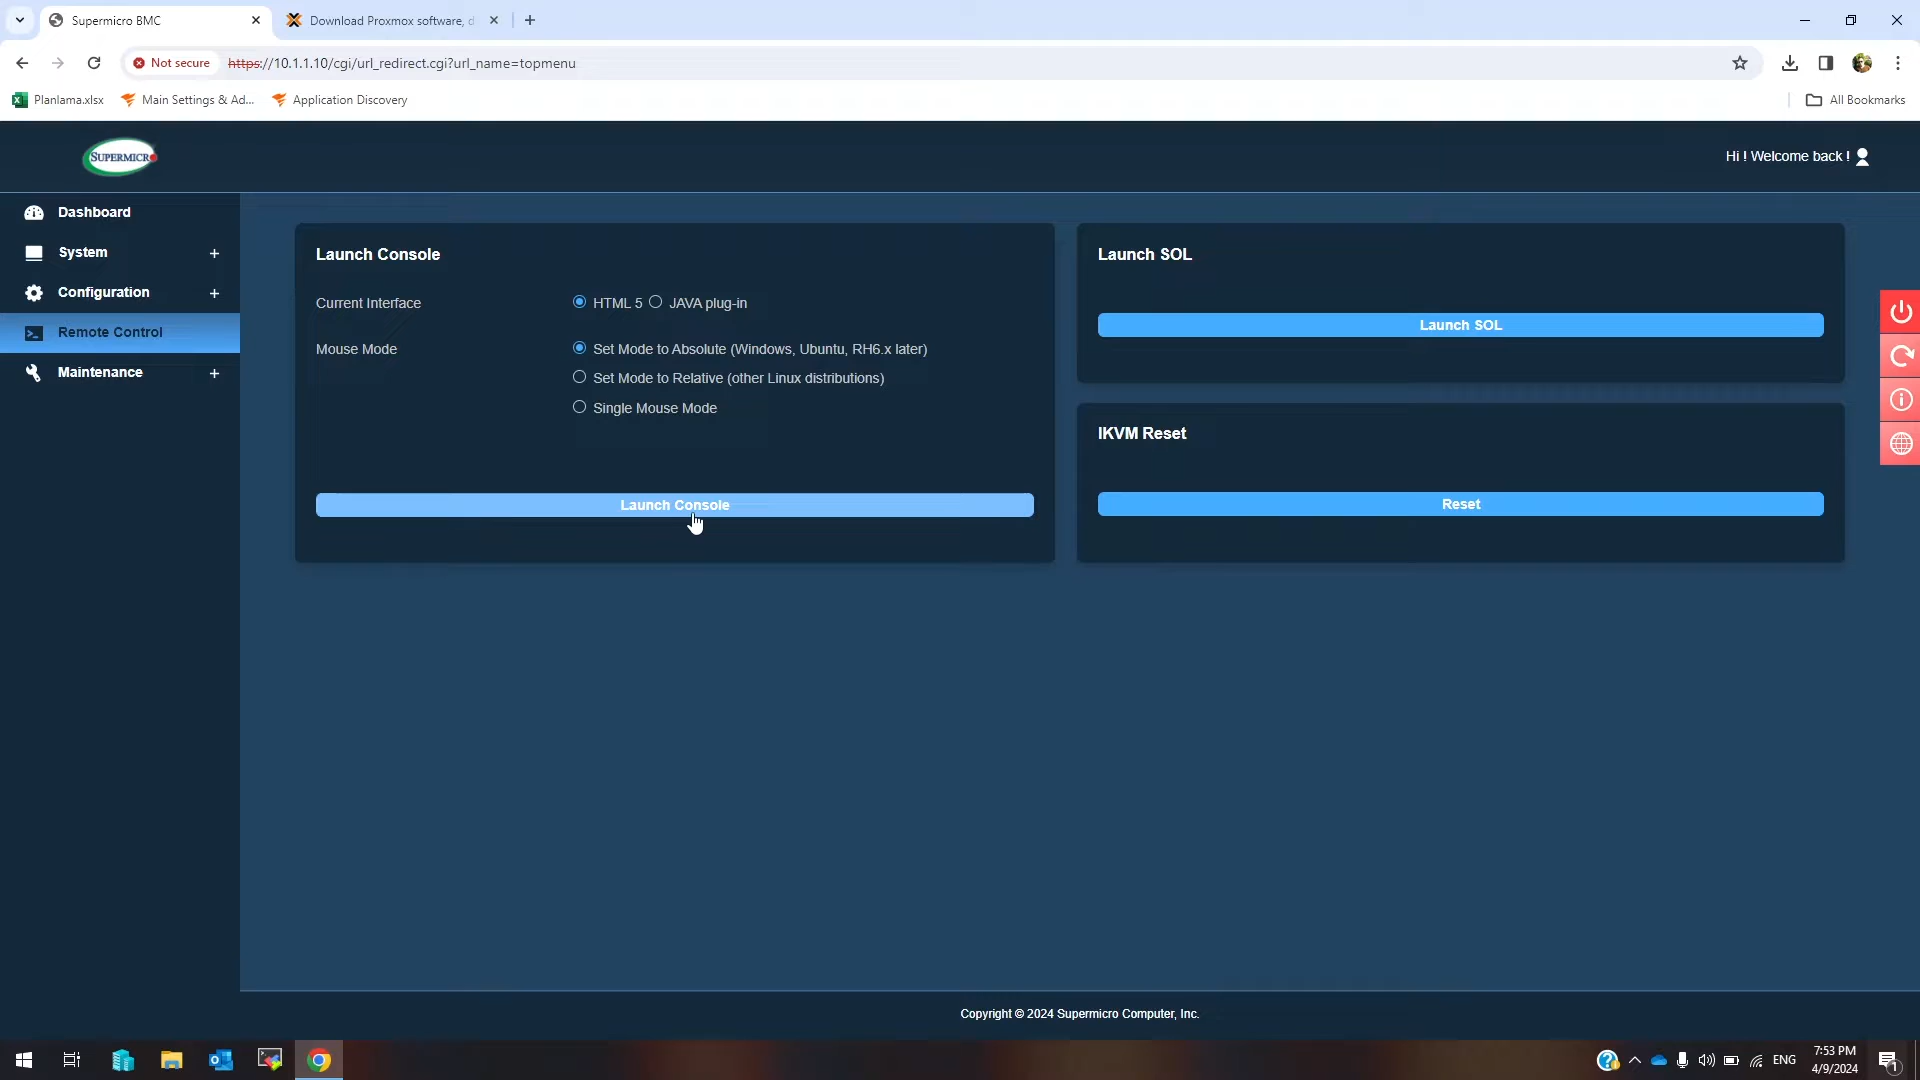 Supermicro BMC
Download Proxmox software, d
Not secure
https://10.1.1.10/cgi/url_redirect.cgi?url_name=topmenu
Planlama.xlsx
Main Settings & Ad...
Application Discovery
All Bookmarks
SUPERMICR
Hi ! Welcome back !
Dashboard
System
Configuration
Remote Control
Maintenance
Launch Console
Current Interface
HTML 5
JAVA plug-in
Mouse Mode
Set Mode to Absolute (Windows, Ubuntu, RH6.x later)
Set Mode to Relative (other Linux distributions)
Single Mouse Mode
Launch Console
Launch SOL
Launch SOL
IKVM Reset
Reset
Copyright © 2024 Supermicro Computer, Inc.
ENG
7:53 PM
4/9/2024
1